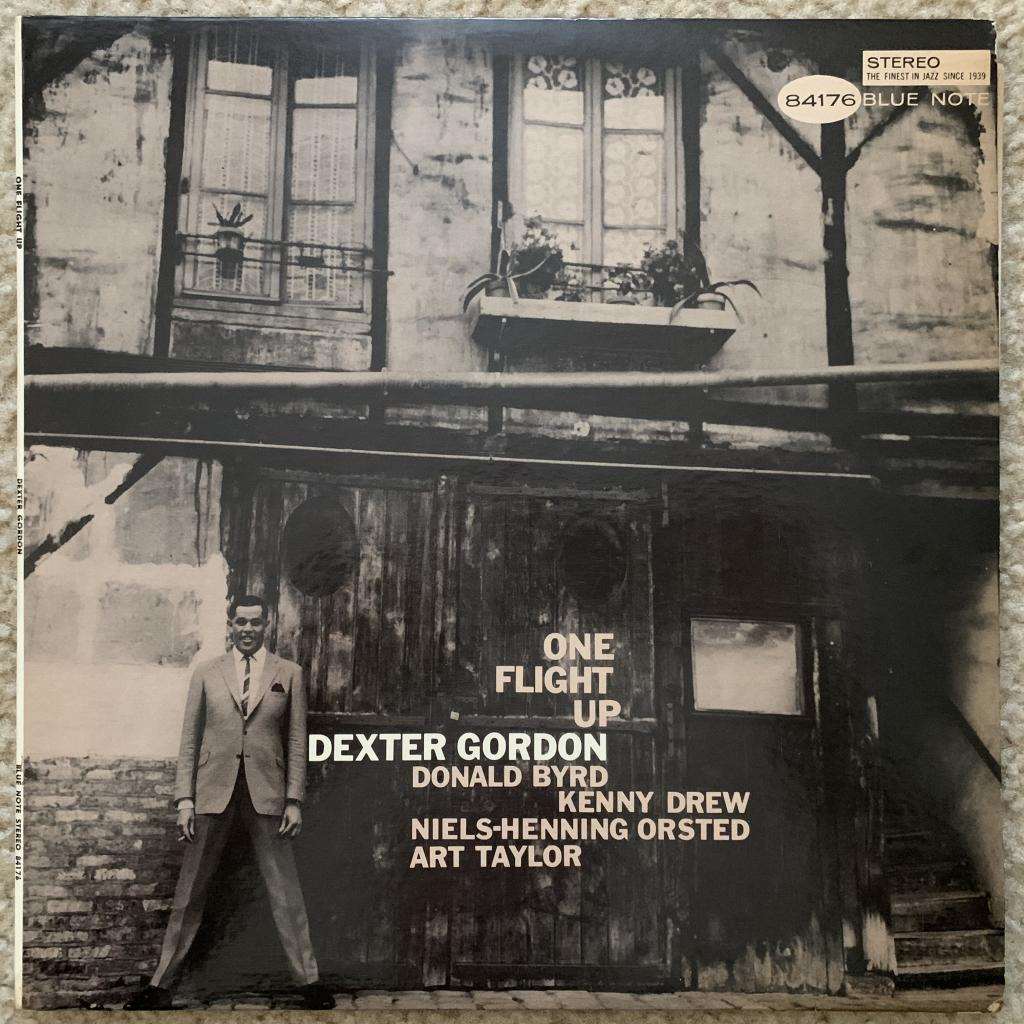 STEREO
THE FINEST IN JAZZ SINCE 1939
84176 BLUE NOTE
ONE FLIGHT UP
DEXTER GORDON
BLUE NOTE STEREO 84176
ONE
FLIGHT
UP
DEXTER GORDON
DONALD BYRD
KENNY DREW
NIELS-HENNING ORSTED
ART TAYLOR